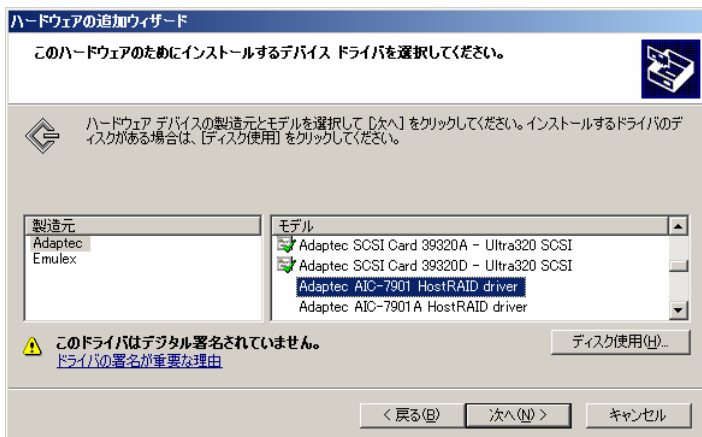 ハードウェアの追加ウィザード
このハードウェアのためにインストールするデバイス ドライバを選択してください。
ハードウェア デバイスの製造元とモデルを選択して [次へ] をクリックしてください。インストールするドライバのデ
ィスクがある場合は、[ディスク使用] をクリックしてください。
製造元
Adaptec
Emulex
モデル
Adaptec SCSI Card 39320A - Ultra320 SCSI
Adaptec SCSI Card 39320D - Ultra320 SCSI
Adaptec AIC-7901 HostRAID driver
Adaptec AIC-7901A HostRAID driver
このドライバはデジタル署名されていません。
ドライバの署名が重要な理由
ディスク使用(H)...
< 戻る(B)
次へ(N) >
キャンセル